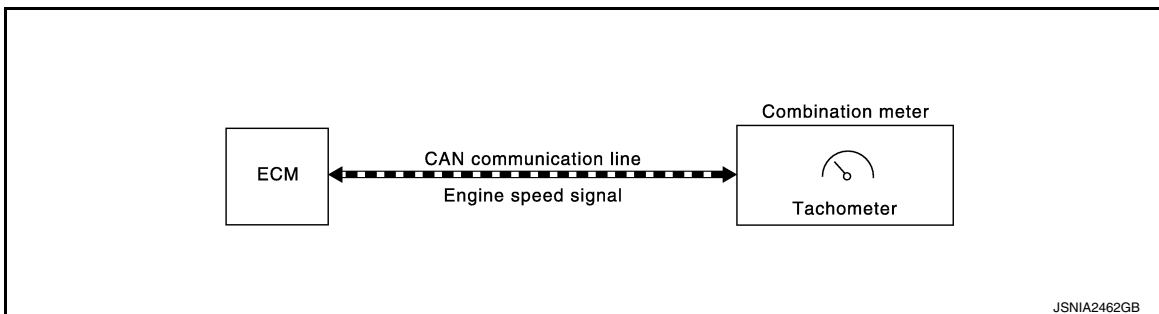 Combination meter
ECM
CAN communication line
Engine speed signal
Tachometer
JSNIA2462GB